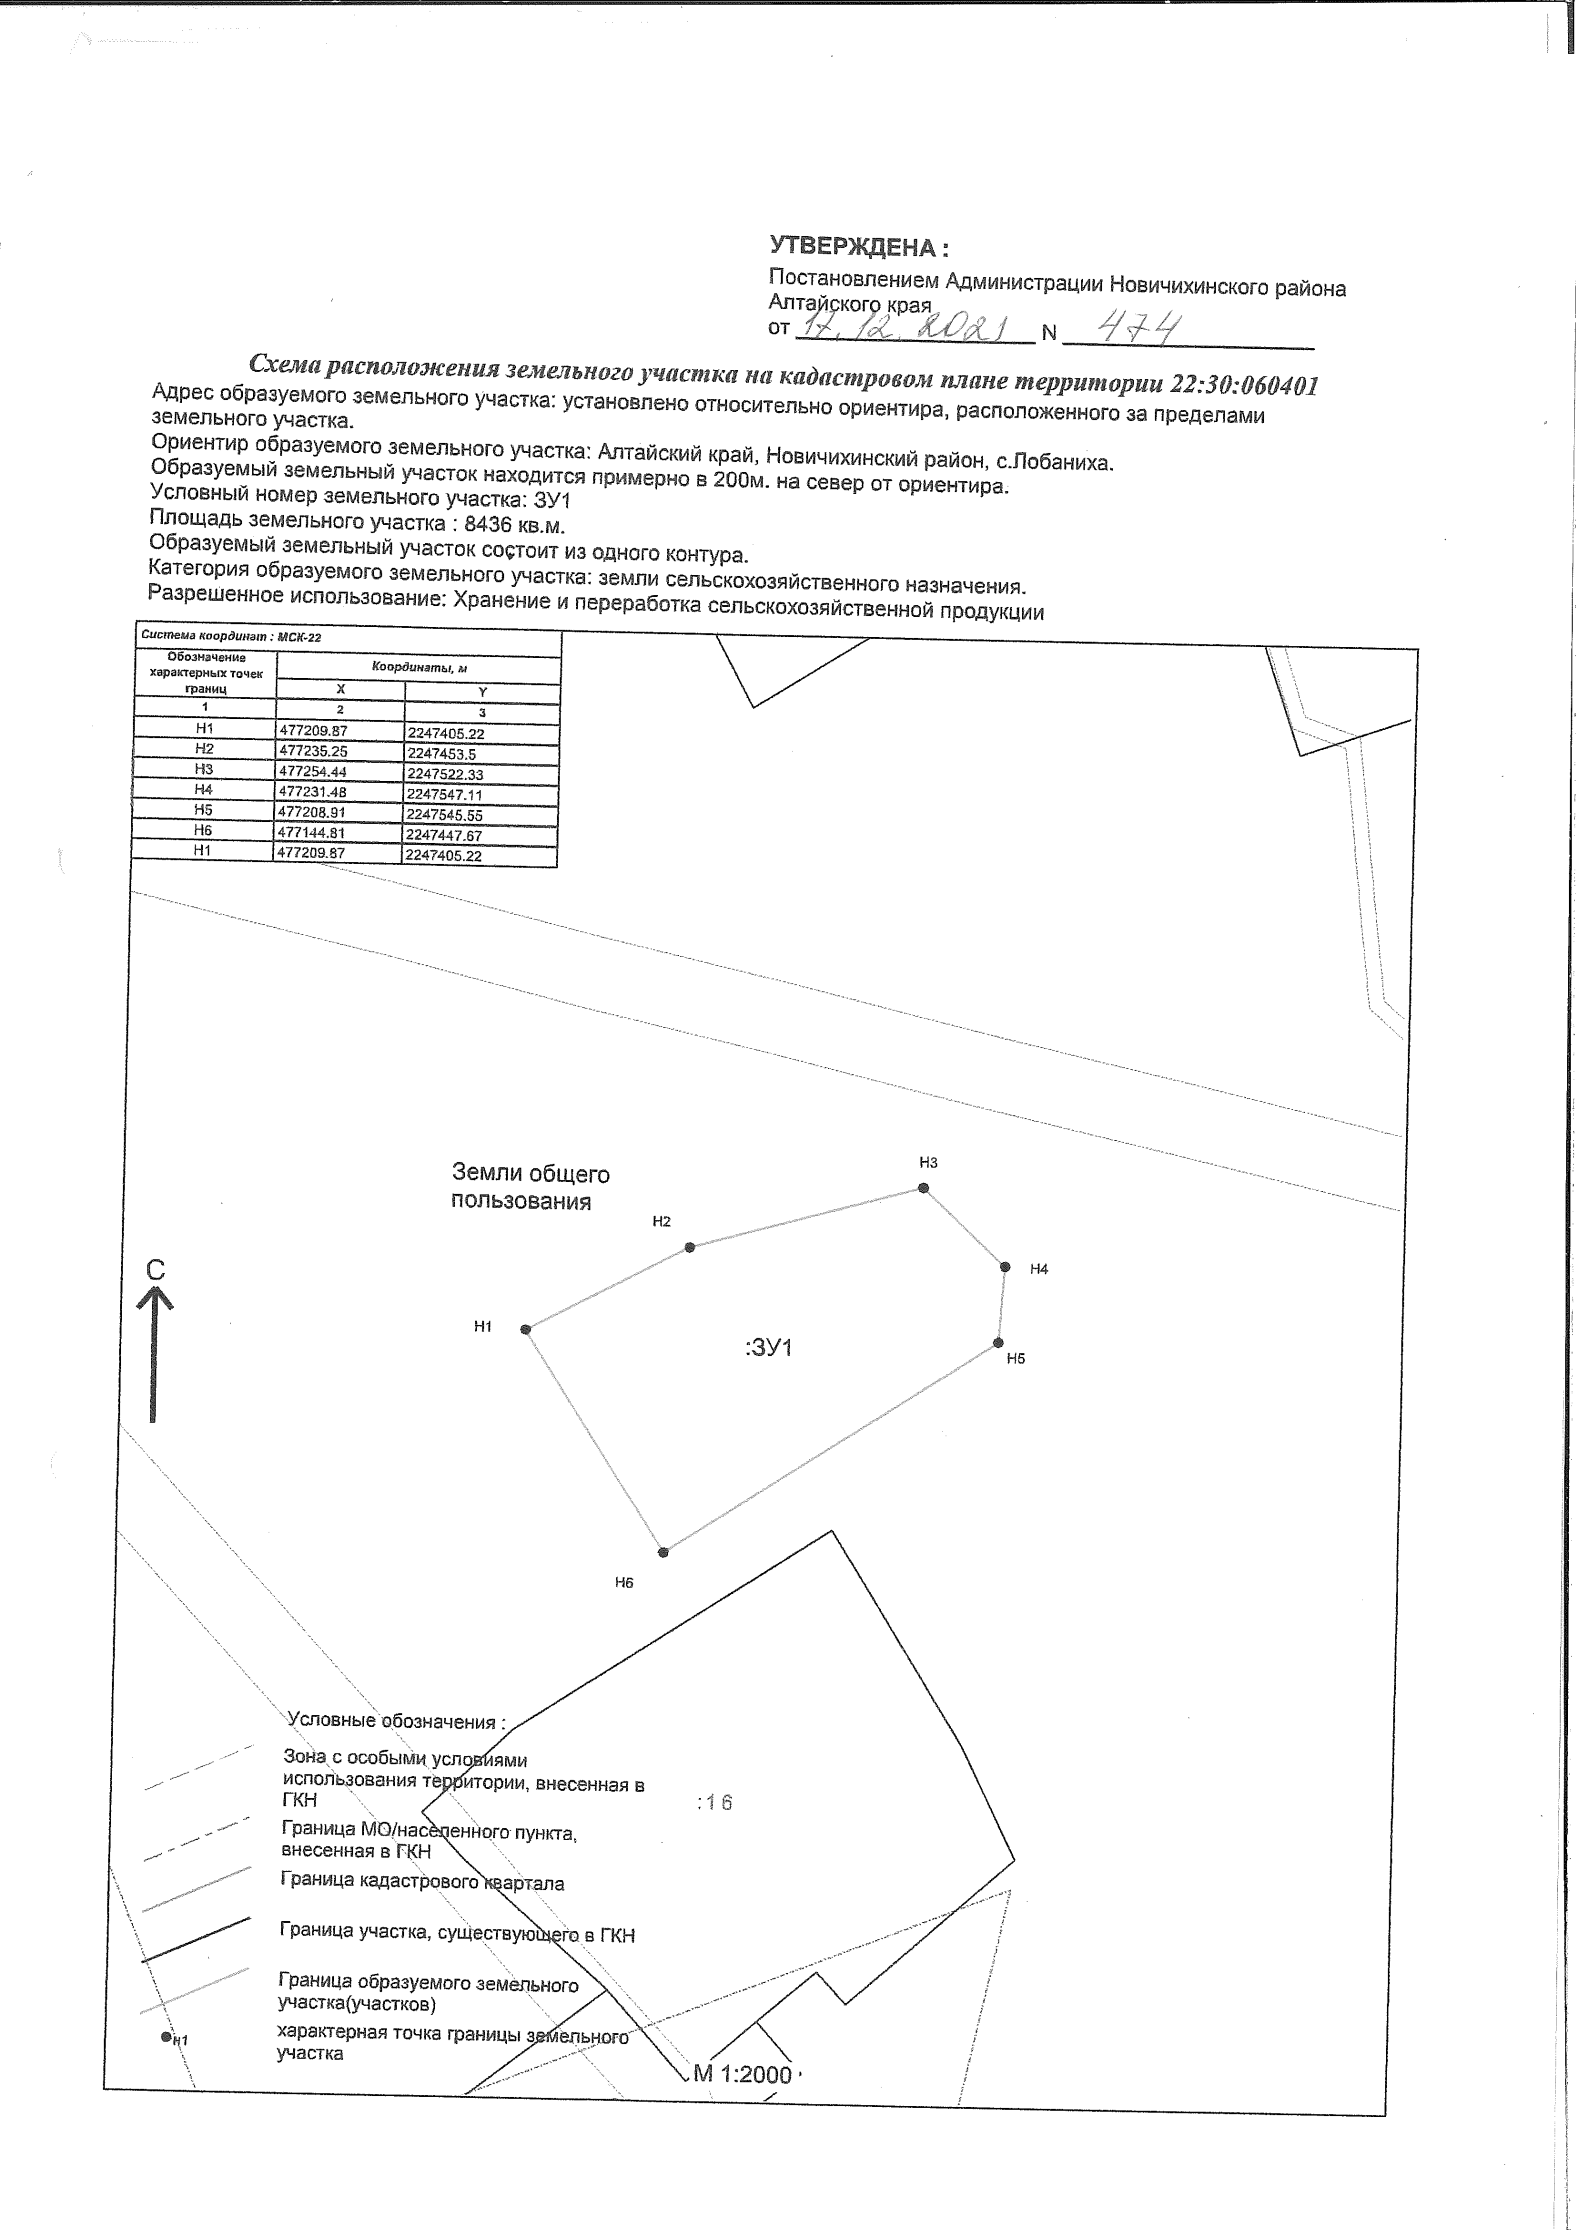 УТВЕРЖДЕНА :
Постановлением Администрации Новичихинского района
Алтайского края
от 17.12.2021 N 474
Схема расположения земельного участка на кадастровом плане территории 22:30:060401
Адрес образуемого земельного участка: установлено относительно ориентира, расположенного за пределами
земельного участка.
Ориентир образуемого земельного участка: Алтайский край, Новичихинский район, с.Лобаниха.
Образуемый земельный участок находится примерно в 200м. на север от ориентира.
Условный номер земельного участка: ЗУ1
Площадь земельного участка : 8436 кв.м.
Образуемый земельный участок состоит из одного контура.
Категория образуемого земельного участка: земли сельскохозяйственного назначения.
Разрешенное использование: Хранение и переработка сельскохозяйственной продукции
Система координат : МСК-22
Обозначение характерных точек границ Координаты, м
X Y
1 2 3
Н1 477209.87 2247405.22
Н2 477235.25 2247453.5
Н3 477254.44 2247522.33
Н4 477231.48 2247547.11
Н5 477208.91 2247545.55
Н6 477144.81 2247447.67
Н1 477209.87 2247405.22
Земли общего
пользования
Н3
Н2
С
Н4
Н1
:ЗУ1
Н5
Н6
Условные обозначения :
Зона с особыми условиями
использования территории, внесенная в
ГКН
:16
Граница МО/населенного пункта,
внесенная в ГКН
Граница кадастрового квартала
Граница участка, существующего в ГКН
Граница образуемого земельного
участка(участков)
н1 характерная точка границы земельного
участка
М 1:2000